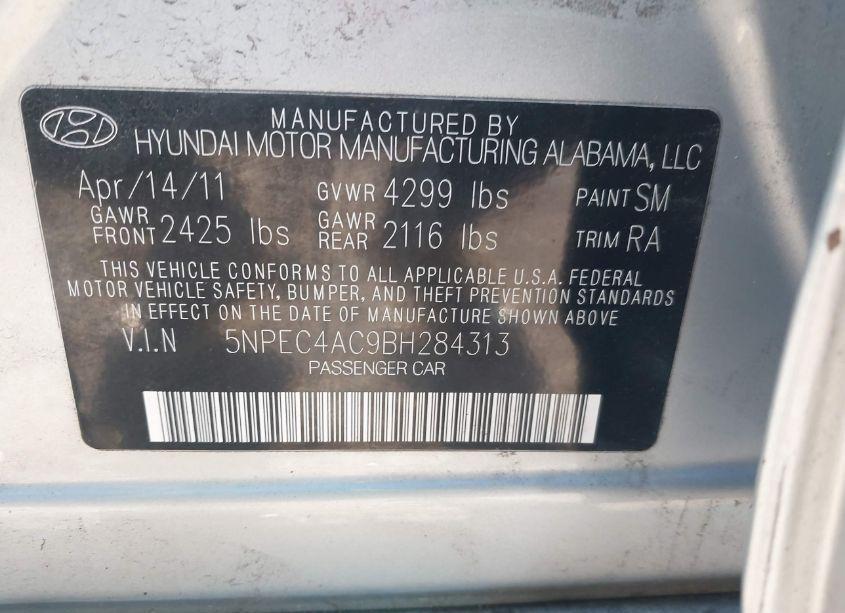 MANUFACTURED BY
HYUNDAI MOTOR MANUFACTURING ALABAMA, LLC
Apr/14/11 GVWR 4299 lbs PAINT SM
GAWR FRONT 2425 lbs GAWR REAR 2116 lbs TRIM RA
THIS VEHICLE CONFORMS TO ALL APPLICABLE U.S.A. FEDERAL
MOTOR VEHICLE SAFETY, BUMPER, AND THEFT PREVENTION STANDARDS
IN EFFECT ON THE DATE OF MANUFACTURE SHOWN ABOVE
V.I.N 5NPEC4AC9BH284313
PASSENGER CAR